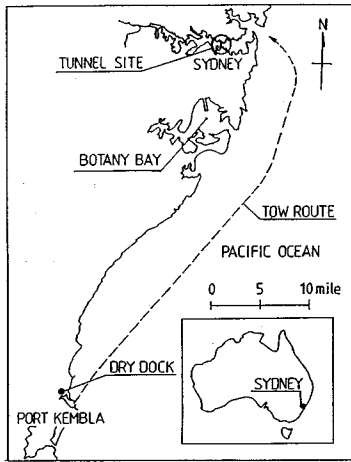 N
TUNNEL SITE
SYDNEY
BOTANY BAY
TOW ROUTE
PACIFIC OCEAN
0 5 10 mile
DRY DOCK
SYDNEY
PORT KEMBLA